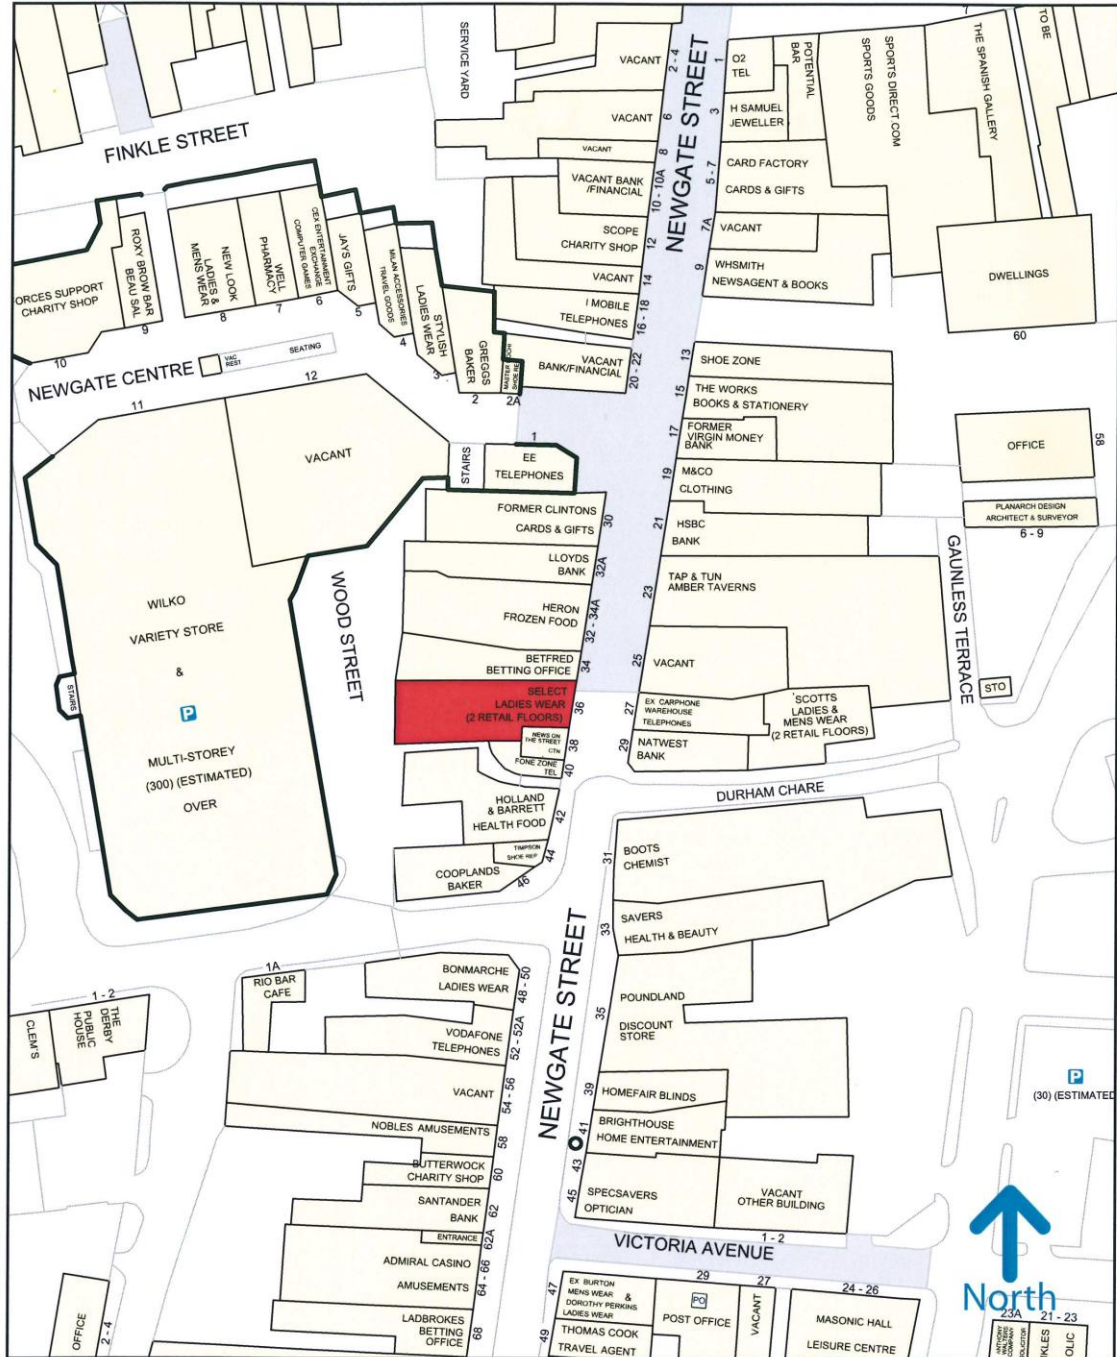 SERVICE YARD
VACANT
2 - 4
NEWGATE STREET
1
O2
TEL
POTENTIAL
BAR
SPORTS DIRECT.COM
SPORTS GOODS
THE SPANISH GALLERY
TO BE
VACANT
6
3
H SAMUEL
JEWELLER
FINKLE STREET
VACANT
8
VACANT BANK
/FINANCIAL
10 - 10A
5 - 7
CARD FACTORY
CARDS & GIFTS
SCOPE
CHARITY SHOP
12
7A
VACANT
VACANT
14
9
WHSMITH
NEWSAGENT & BOOKS
DWELLINGS
60
I MOBILE
TELEPHONES
16 - 18
ORCES SUPPORT
CHARITY SHOP
10
ROXY BROW BAR
BEAU SAL
9
NEW LOOK
LADIES &
MENS WEAR
8
WELL
PHARMACY
7
CEX ENTERTAINMENT
EXCHANGE
COMPUTER GAMES
6
JAYS GIFTS
5
MILAN ACCESSORIES
TRAVEL GOODS
4
STYLISH
LADIES WEAR
3
GREGGS
BAKER
2
SHOE RE
2A
VACANT
BANK/FINANCIAL
20 - 22
13
SHOE ZONE
15
THE WORKS
BOOKS & STATIONERY
NEWGATE CENTRE
VAC
REST
SEATING
11
12
17
FORMER
VIRGIN MONEY
BANK
OFFICE
58
VACANT
STAIRS
1
EE
TELEPHONES
19
M&CO
CLOTHING
PLANARCH DESIGN
ARCHITECT & SURVEYOR
6 - 9
FORMER CLINTONS
CARDS & GIFTS
30
21
HSBC
BANK
GAUNLESS TERRACE
LLOYDS
BANK
32A
23
TAP & TUN
AMBER TAVERNS
WOOD STREET
HERON
FROZEN FOOD
32 - 34A
WILKO
VARIETY STORE
&
P
MULTI-STOREY
(300) (ESTIMATED)
OVER
STAIRS
BETFRED
BETTING OFFICE
34
25
VACANT
SELECT
LADIES WEAR
(2 RETAIL FLOORS)
36
27
EX CARPHONE
WAREHOUSE
TELEPHONES
SCOTTS
LADIES &
MENS WEAR
(2 RETAIL FLOORS)
STO
NEWS ON
THE STREET
CTN
38
29
NATWEST
BANK
FONE ZONE
TEL
40
DURHAM CHARE
HOLLAND
& BARRETT
HEALTH FOOD
42
TIMPSON
SHOE REP
44
COOPLANDS
BAKER
46
31
BOOTS
CHEMIST
33
SAVERS
HEALTH & BEAUTY
NEWGATE STREET
1A
RIO BAR
CAFE
BONMARCHE
LADIES WEAR
48 - 50
35
POUNDLAND
DISCOUNT
STORE
1 - 2
THE
DERBY
PUBLIC
HOUSE
CLEM'S
VODAFONE
TELEPHONES
52 - 52A
VACANT
54 - 56
39
HOMEFAIR BLINDS
P
(30) (ESTIMATED
NOBLES AMUSEMENTS
58
41
BRIGHTHOUSE
HOME ENTERTAINMENT
43
BUTTERWOCK
CHARITY SHOP
60
SANTANDER
BANK
62
45
SPECSAVERS
OPTICIAN
VACANT
OTHER BUILDING
1 - 2
ENTRANCE
62A
VICTORIA AVENUE
ADMIRAL CASINO
AMUSEMENTS
64 - 66
North
47
EX BURTON
MENS WEAR &
DOROTHY PERKINS
LADIES WEAR
29
PO
POST OFFICE
27
VACANT
24 - 26
MASONIC HALL
LEISURE CENTRE
23A
21 - 23
LADBROKES
BETTING
OFFICE
68
49
THOMAS COOK
TRAVEL AGENT
OFFICE
2 - 4
KLES
OLIC